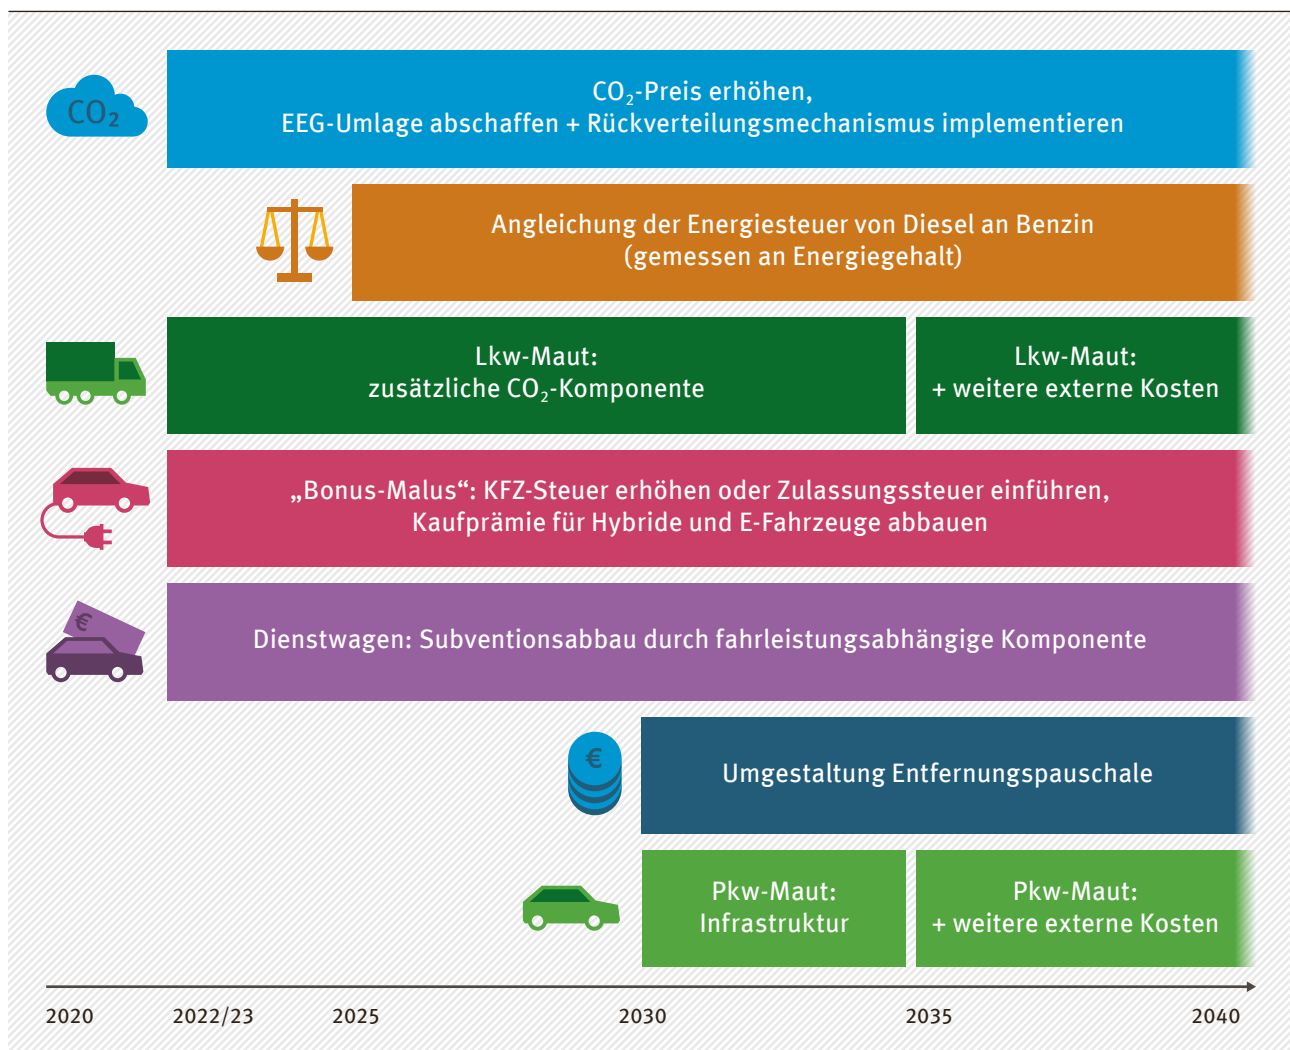 CO₂
CO₂-Preis erhöhen,
EEG-Umlage abschaffen + Rückverteilungsmechanismus implementieren
Angleichung der Energiesteuer von Diesel an Benzin
(gemessen an Energiegehalt)
Lkw-Maut:
zusätzliche CO₂-Komponente
Lkw-Maut:
+ weitere externe Kosten
„Bonus-Malus“: KFZ-Steuer erhöhen oder Zulassungssteuer einführen,
Kaufprämie für Hybride und E-Fahrzeuge abbauen
€
Dienstwagen: Subventionsabbau durch fahrleistungsabhängige Komponente
€
Umgestaltung Entfernungspauschale
Pkw-Maut:
Infrastruktur
Pkw-Maut:
+ weitere externe Kosten
2020 2022/23 2025 2030 2035 2040